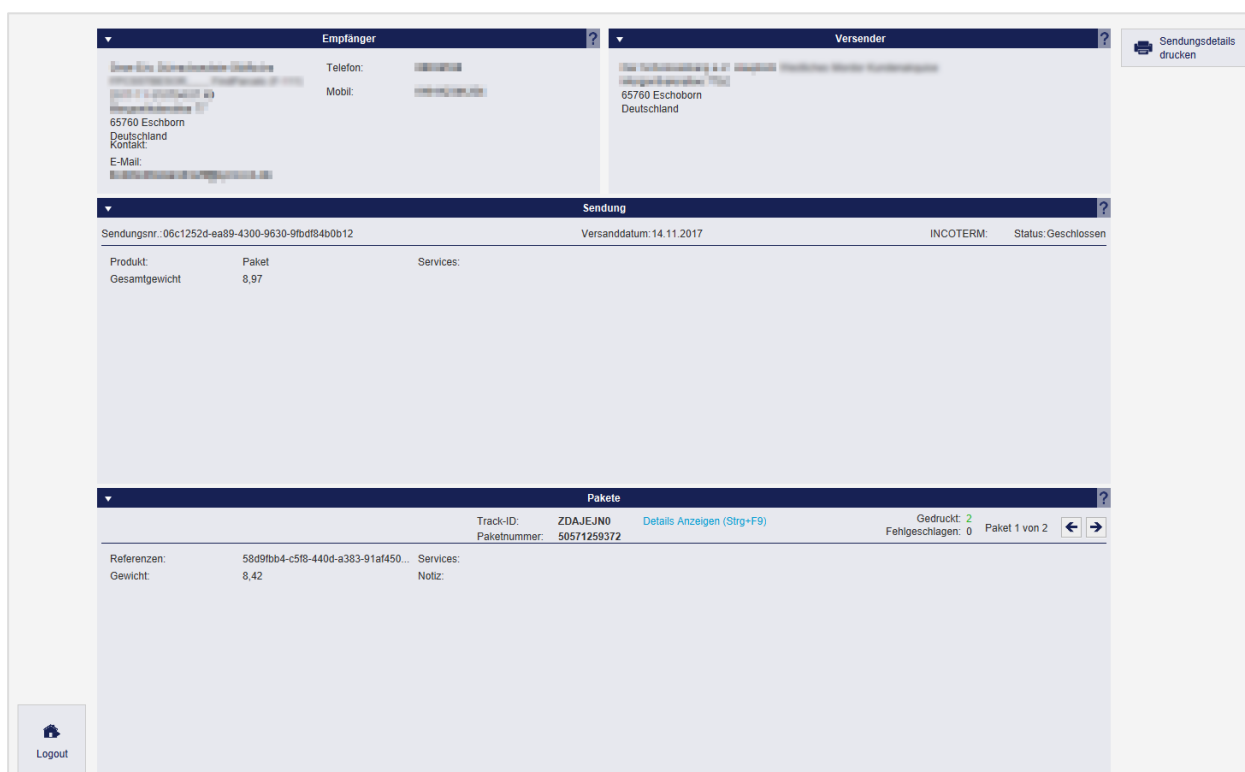 Empfänger
?
Telefon:
Mobil:
65760 Eschborn
Deutschland
Kontakt:
E-Mail:
Versender
?
65760 Eschoborn
Deutschland
Sendungsdetails
drucken
Sendung
?
Sendungsnr.:06c1252d-ea89-4300-9630-9fbdf84b0b12 Versanddatum:14.11.2017 INCOTERM: Status:Geschlossen
Produkt: Paket Services:
Gesamtgewicht 8,97
Pakete
?
Track-ID: ZDAJEJN0 Details Anzeigen (Strg+F9) Gedruckt: 2
Paketnummer: 50571259372 Fehlgeschlagen: 0 Paket 1 von 2
Referenzen: 58d9fbb4-c5f8-440d-a383-91af450... Services:
Gewicht: 8,42 Notiz:
Logout